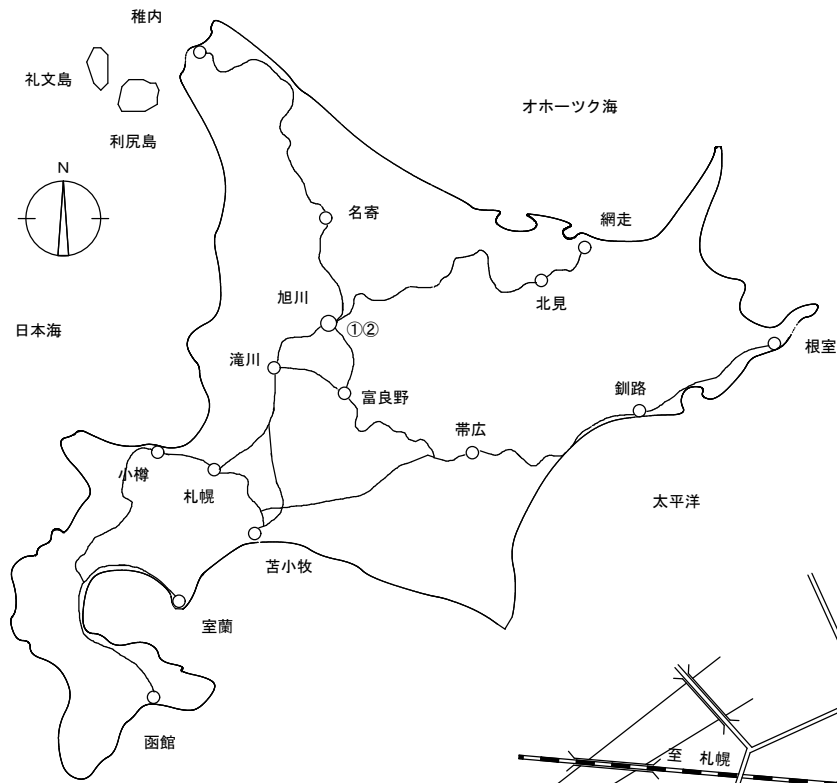 稚内
礼文島
オホーツク海
利尻島
N
名寄
網走
旭川
北見
日本海
①②
根室
滝川
釧路
富良野
帯広
小樽
札幌
太平洋
苫小牧
室蘭
函館
至 札幌